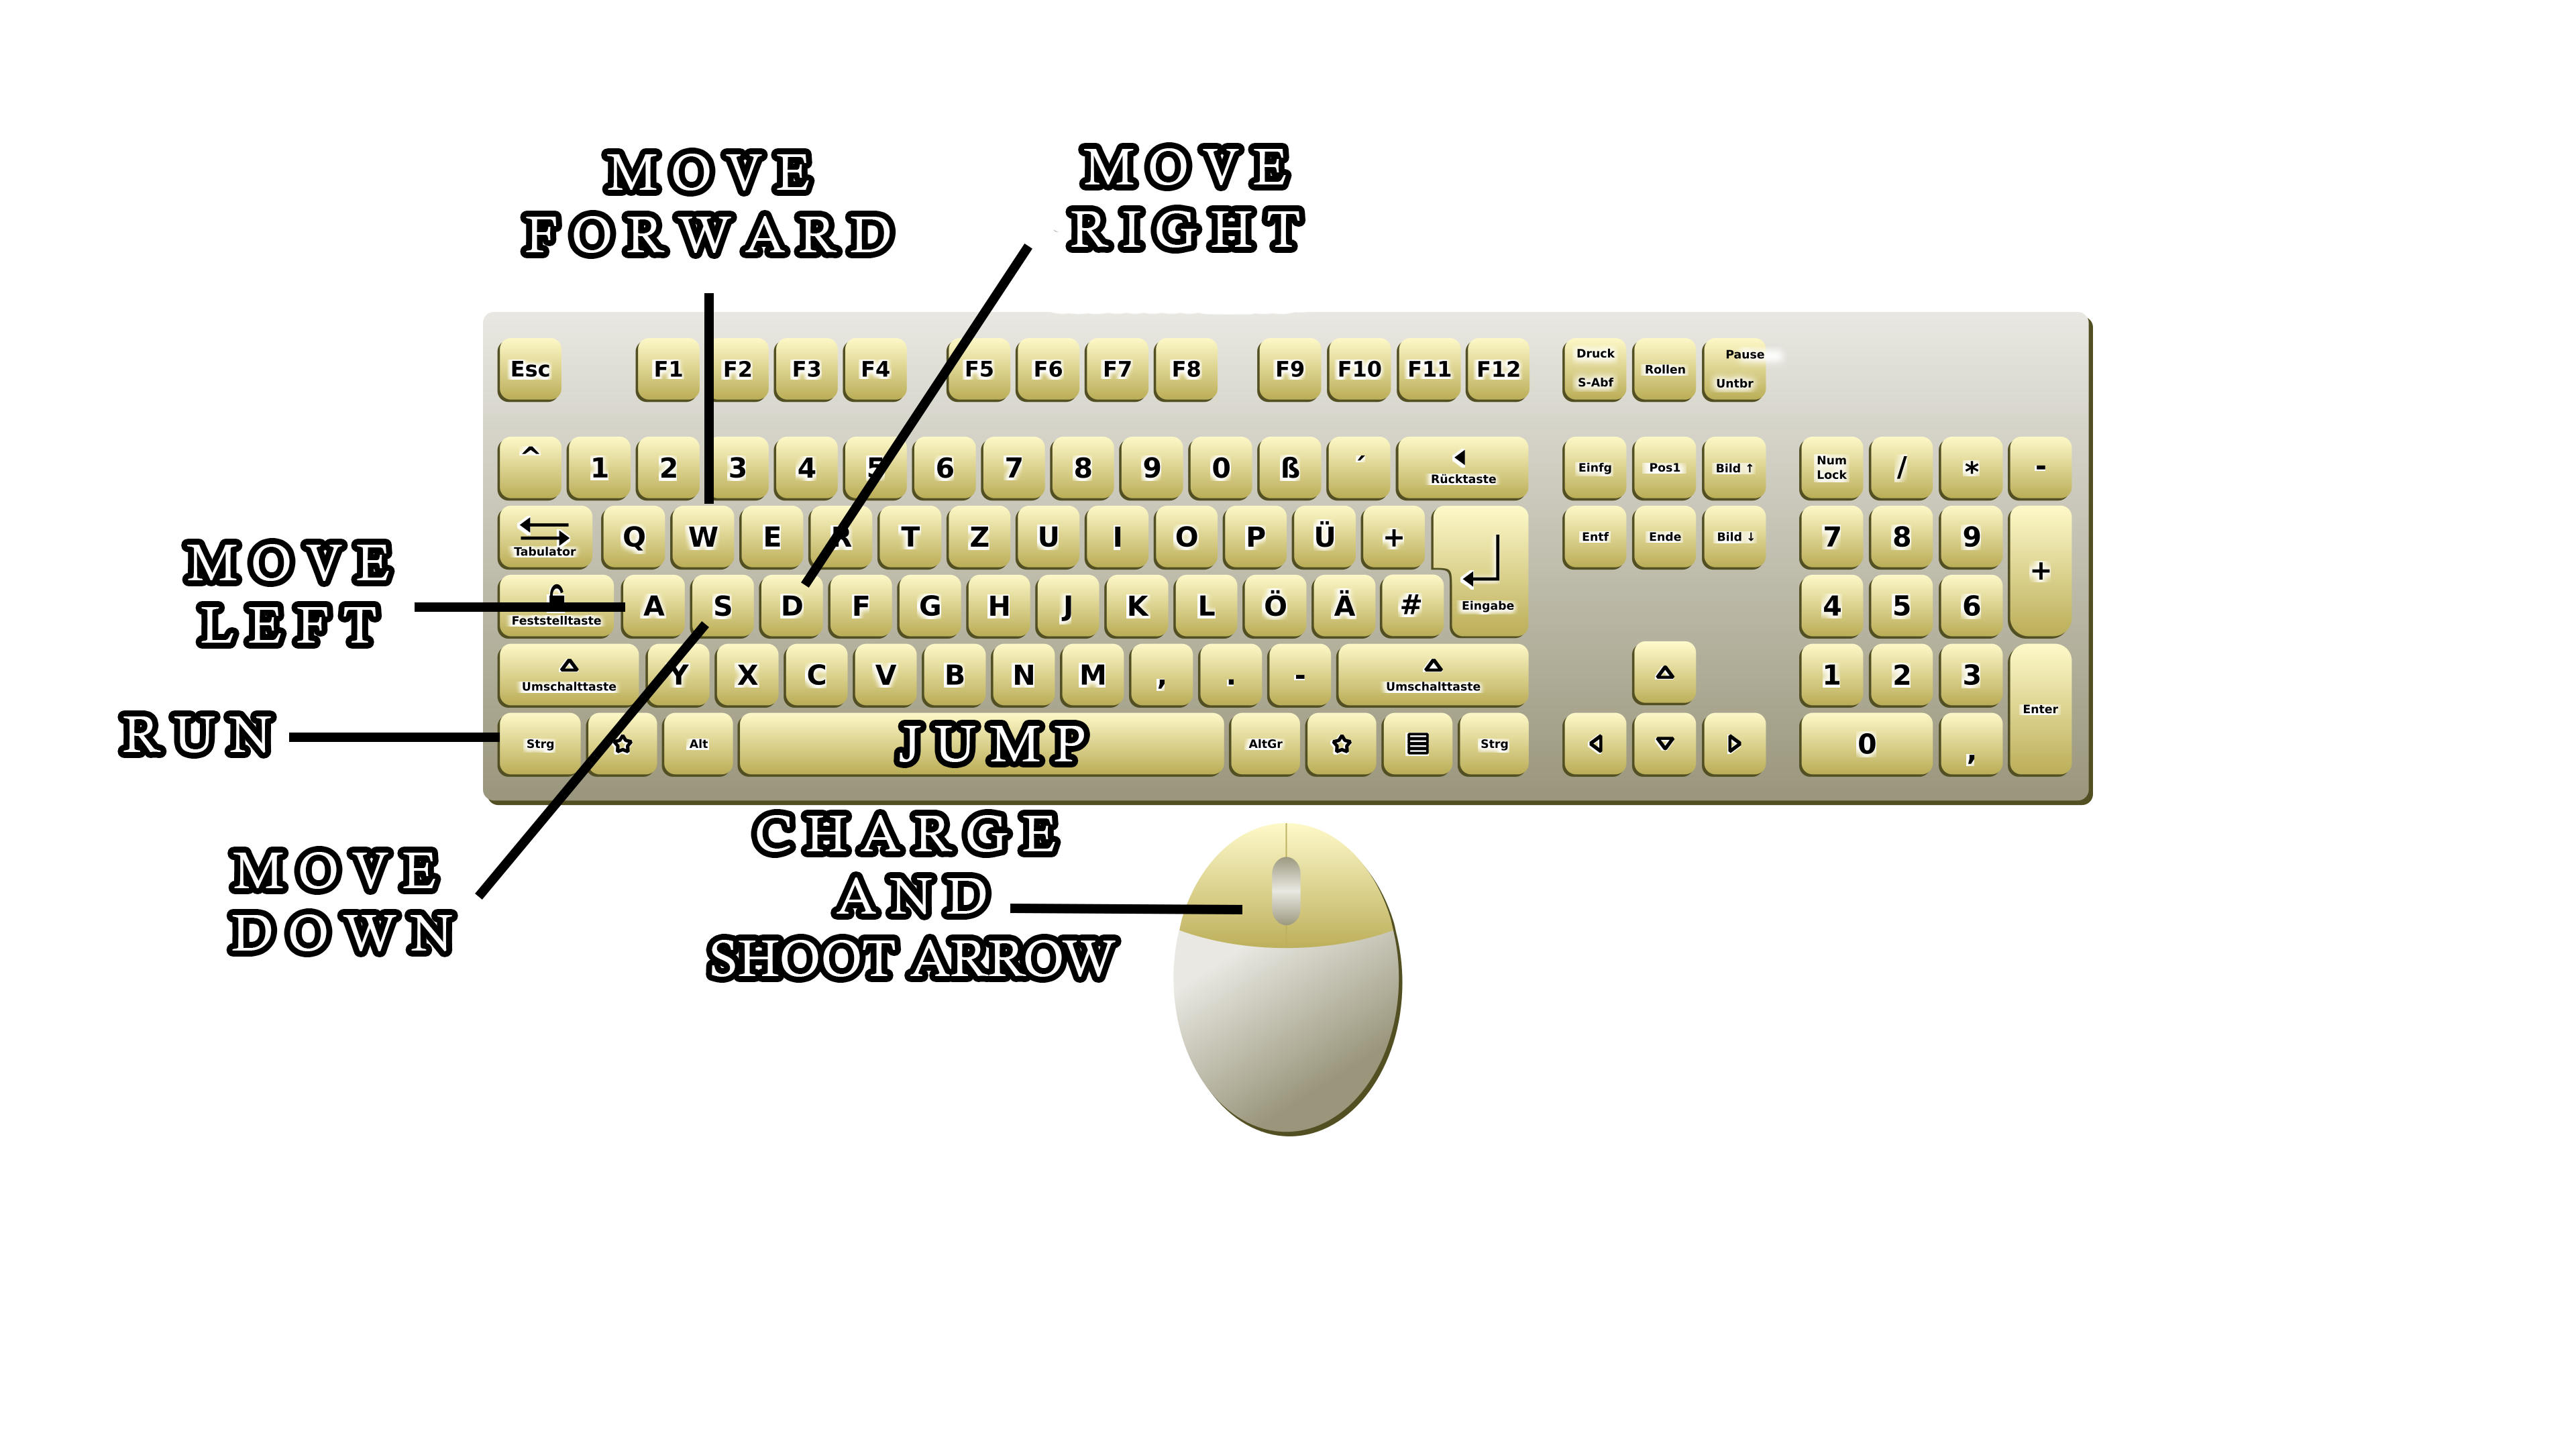 MOVE
FORWARD
MOVE
RIGHT
Esc F1 F2 F3 F4 F5 F6 F7 F8 F9 F10 F11 F12 Druck S-Abf Rollen Pause Untbr
^ 1 2 3 4 5 6 7 8 9 0 ß ´ Rücktaste Einfg Pos1 Bild ↑ Num Lock / * -
Tabulator Q W E R T Z U I O P Ü + Entf Ende Bild ↓ 7 8 9 +
MOVE
LEFT
Feststelltaste A S D F G H J K L Ö Ä # Eingabe 4 5 6
Umschalttaste Y X C V B N M , . - Umschalttaste 1 2 3 Enter
RUN
Strg Alt JUMP AltGr Strg 0 ,
MOVE
DOWN
CHARGE
AND
SHOOT ARROW